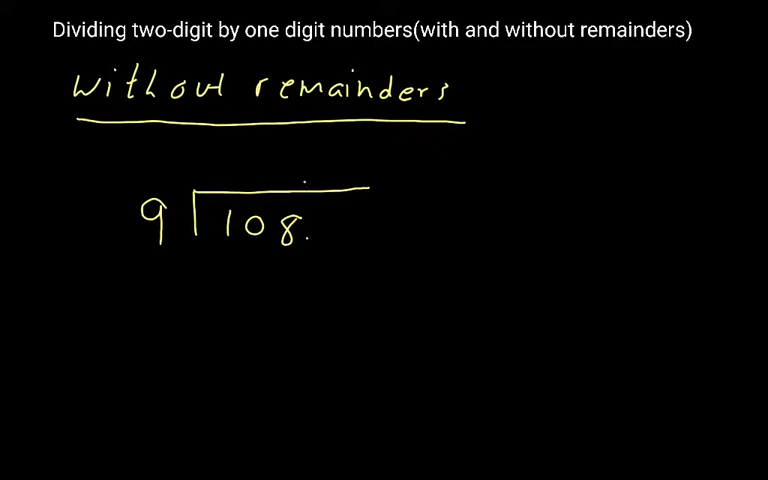 Dividing two-digit by one digit numbers(with and without remainders)
Without remainders
9 108